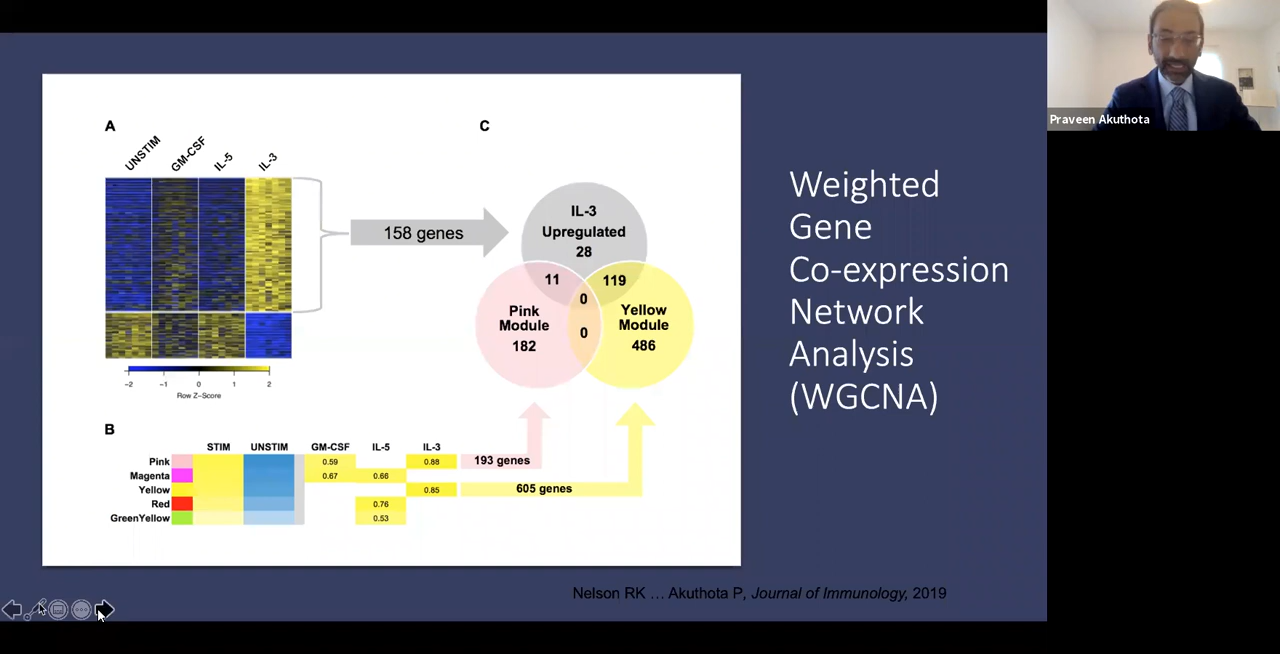 Praveen Akuthota
A
UNSTIM
GM-CSF
IL-5
IL-3
158 genes
-2
-1
0
1
2
Row Z-Score
B
STIM UNSTIM GM-CSF IL-5 IL-3
Pink 0.59 0.88
Magenta 0.67 0.66
Yellow 0.85
Red 0.76
GreenYellow 0.53
193 genes
605 genes
C
IL-3
Upregulated
28
11
119
0
0
Pink
Module
182
Yellow
Module
486
Weighted
Gene
Co-expression
Network
Analysis
(WGCNA)
Nelson RK ... Akuthota P, Journal of Immunology, 2019